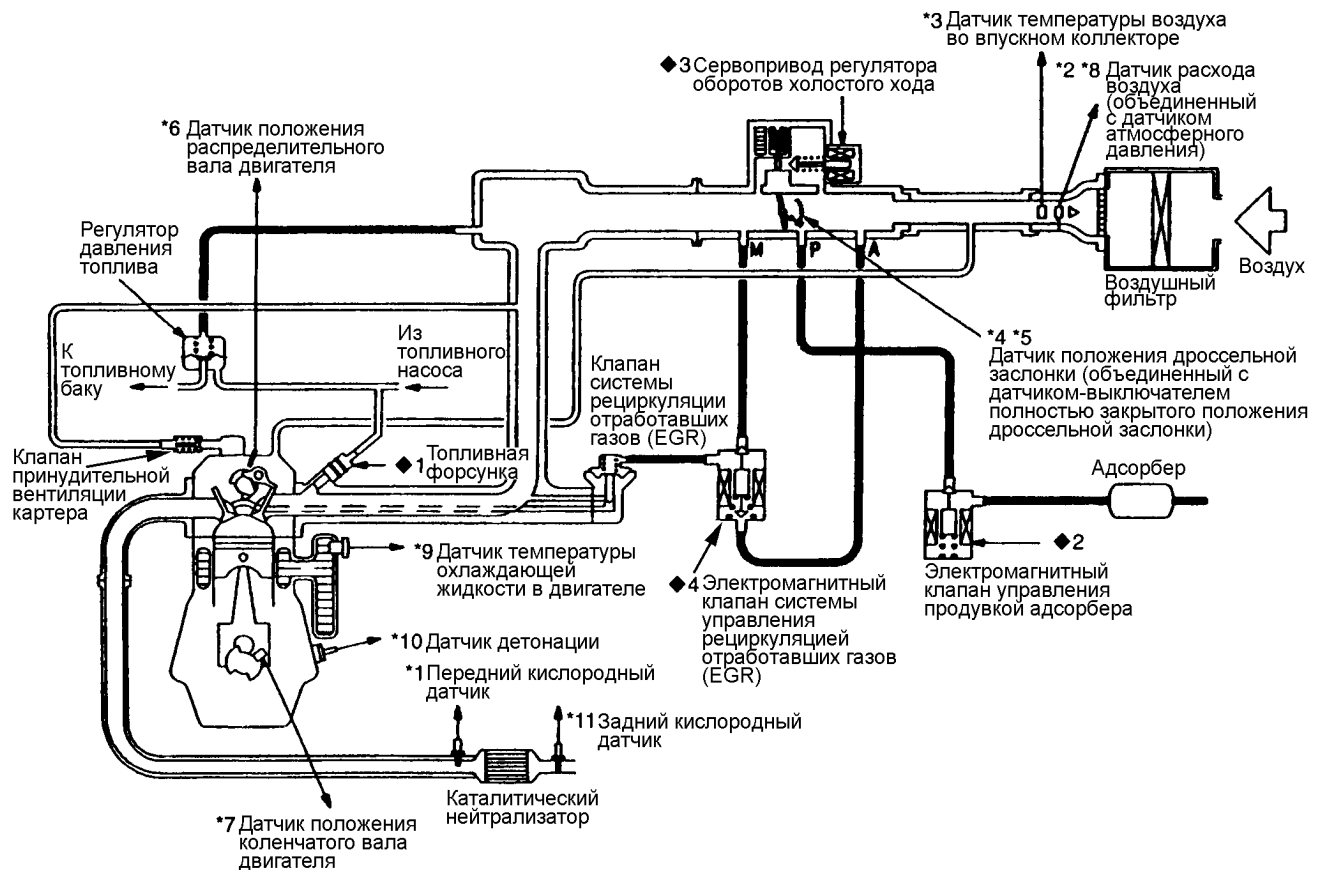 *3 Датчик температуры воздуха
во впускном коллекторе
◆3 Сервопривод регулятора
оборотов холостого хода
*2 *8 Датчик расхода
воздуха
(объединенный
с датчиком
атмосферного
давления)
*6 Датчик положения
распределительного
вала двигателя
Регулятор
давления
топлива
M
P
A
Воздух
Воздушный
фильтр
К
топливному
баку
Из
топливного
насоса
*4 *5
Датчик положения дроссельной
заслонки (объединенный с
датчиком-выключателем
полностью закрытого положения
дроссельной заслонки)
Клапан
системы
рециркуляции
отработавших
газов (EGR)
Клапан
принудительной
вентиляции
картера
◆1 Топливная
форсунка
Адсорбер
*9 Датчик температуры
охлаждающей
жидкости в двигателе
◆2
Электромагнитный
клапан управления
продувкой адсорбера
◆4 Электромагнитный
клапан системы
управления
рециркуляцией
отработавших газов
(EGR)
*10 Датчик детонации
*1 Передний кислородный
датчик
*11 Задний кислородный
датчик
Каталитический
нейтрализатор
*7 Датчик положения
коленчатого вала
двигателя